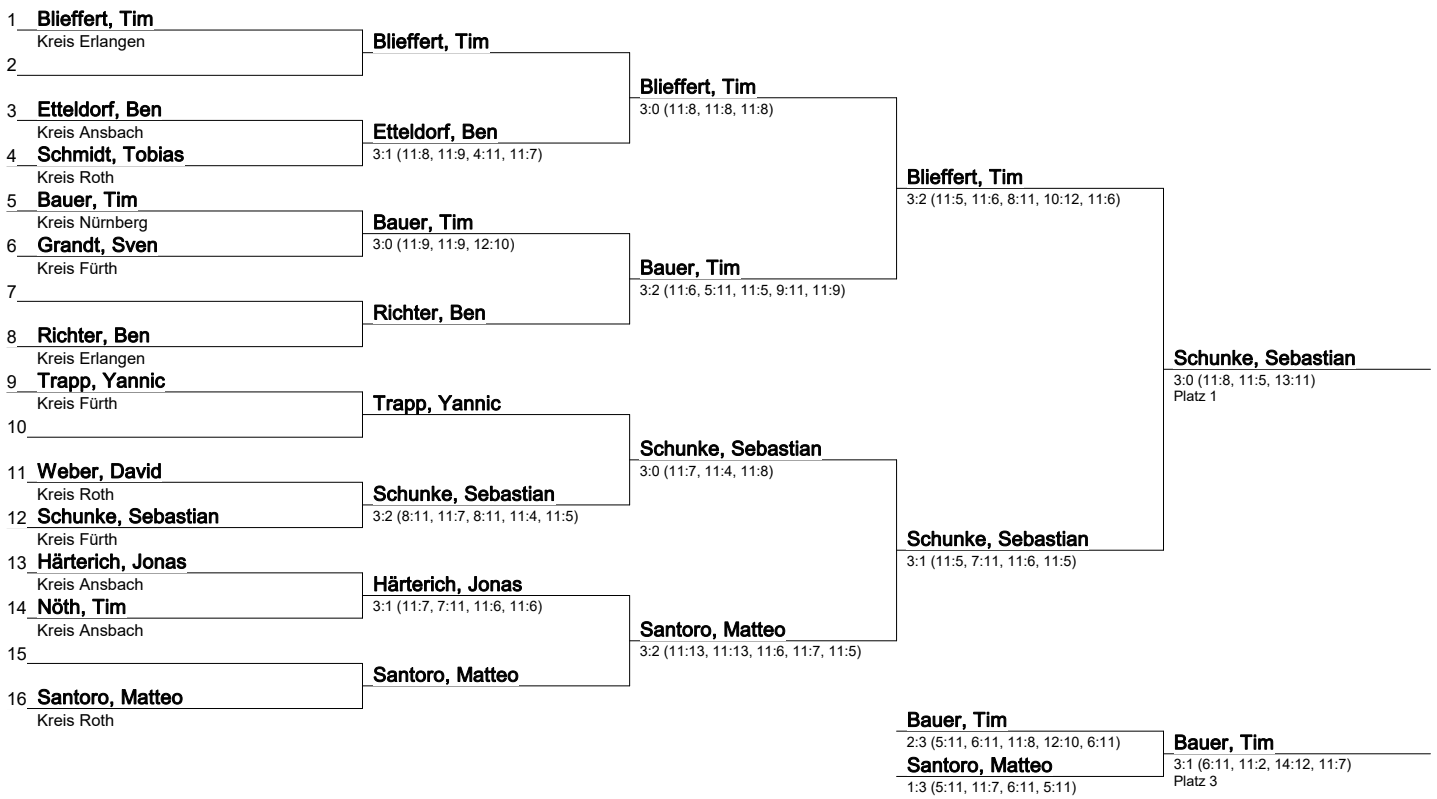 1 Blieffert, Tim
Kreis Erlangen
2
3 Etteldorf, Ben
Kreis Ansbach
4 Schmidt, Tobias
Kreis Roth
5 Bauer, Tim
Kreis Nürnberg
6 Grandt, Sven
Kreis Fürth
7
8 Richter, Ben
Kreis Erlangen
9 Trapp, Yannic
Kreis Fürth
10
11 Weber, David
Kreis Roth
12 Schunke, Sebastian
Kreis Fürth
13 Härterich, Jonas
Kreis Ansbach
14 Nöth, Tim
Kreis Ansbach
15
16 Santoro, Matteo
Kreis Roth
Blieffert, Tim
Etteldorf, Ben
3:1 (11:8, 11:9, 4:11, 11:7)
Bauer, Tim
3:0 (11:9, 11:9, 12:10)
Richter, Ben
Trapp, Yannic
Schunke, Sebastian
3:2 (8:11, 11:7, 8:11, 11:4, 11:5)
Härterich, Jonas
3:1 (11:7, 7:11, 11:6, 11:6)
Santoro, Matteo
Blieffert, Tim
3:0 (11:8, 11:8, 11:8)
Bauer, Tim
3:2 (11:6, 5:11, 11:5, 9:11, 11:9)
Schunke, Sebastian
3:0 (11:7, 11:4, 11:8)
Santoro, Matteo
3:2 (11:13, 11:13, 11:6, 11:7, 11:5)
Blieffert, Tim
3:2 (11:5, 11:6, 8:11, 10:12, 11:6)
Schunke, Sebastian
3:1 (11:5, 7:11, 11:6, 11:5)
Schunke, Sebastian
3:0 (11:8, 11:5, 13:11)
Platz 1
Bauer, Tim
2:3 (5:11, 6:11, 11:8, 12:10, 6:11)
Santoro, Matteo
1:3 (5:11, 11:7, 6:11, 5:11)
Bauer, Tim
3:1 (6:11, 11:2, 14:12, 11:7)
Platz 3